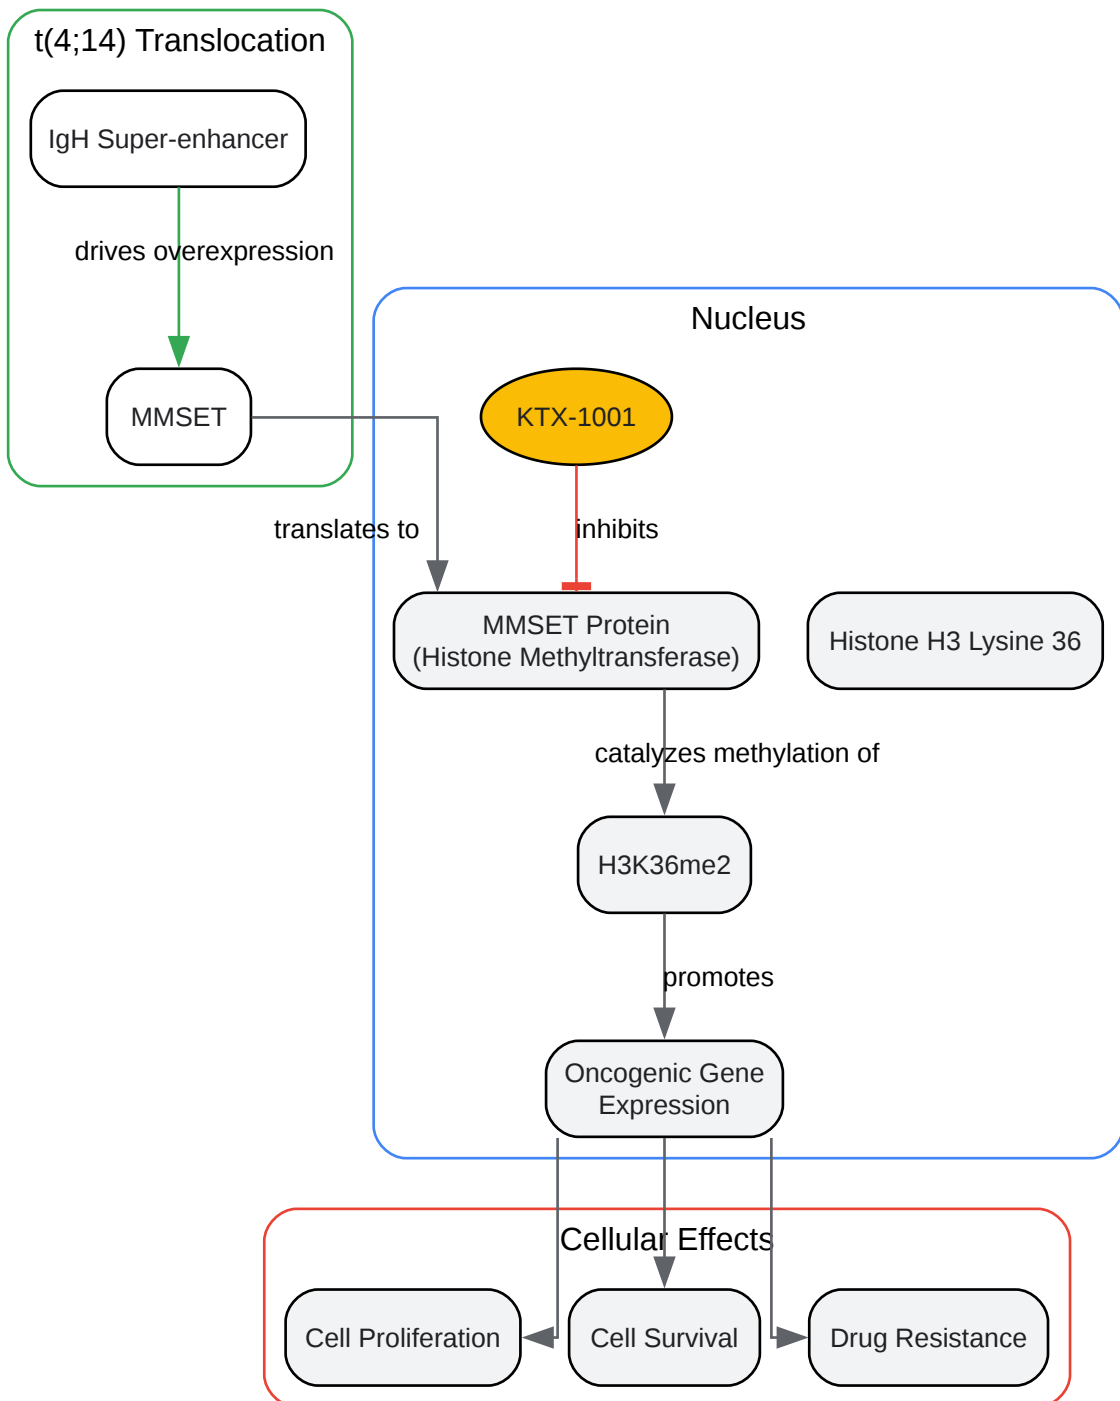 t(4;14) Translocation
IgH Super-enhancer
drives overexpression
Nucleus
MMSET
KTX-1001
translates to
inhibits
MMSET Protein
(Histone Methyltransferase)
Histone H3 Lysine 36
catalyzes methylation of
H3K36me2
promotes
Oncogenic Gene
Expression
Cellular Effects
Cell Proliferation
Cell Survival
Drug Resistance